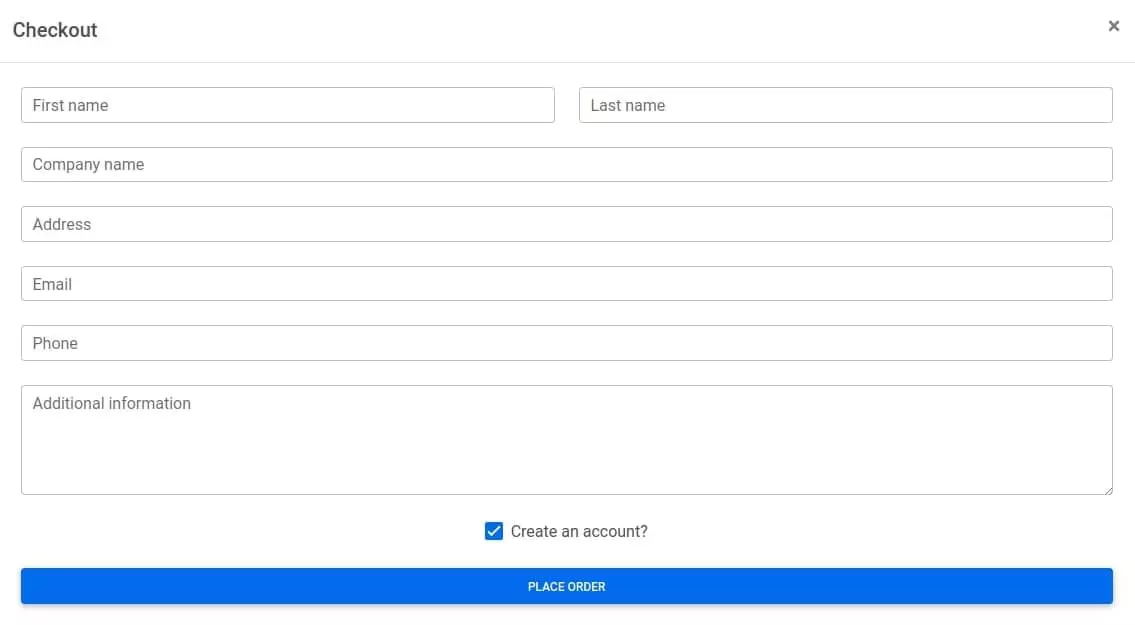 Checkout
First name
Last name
Company name
Address
Email
Phone
Additional information
Create an account?
PLACE ORDER